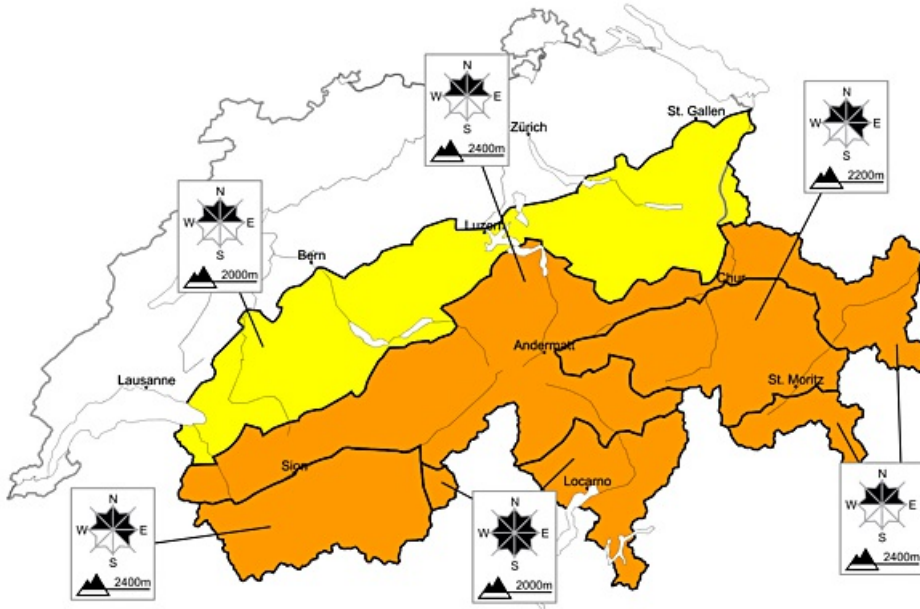 N
W E
S
2400m
St. Gallen
Zürich
N
W E
S
2200m
N
W E
S
2000m
Luzern
Bern
Chur
Andermatt
Lausanne
St. Moritz
Sion
Locarno
N
W E
S
2400m
N
W E
S
2000m
N
W E
S
2400m